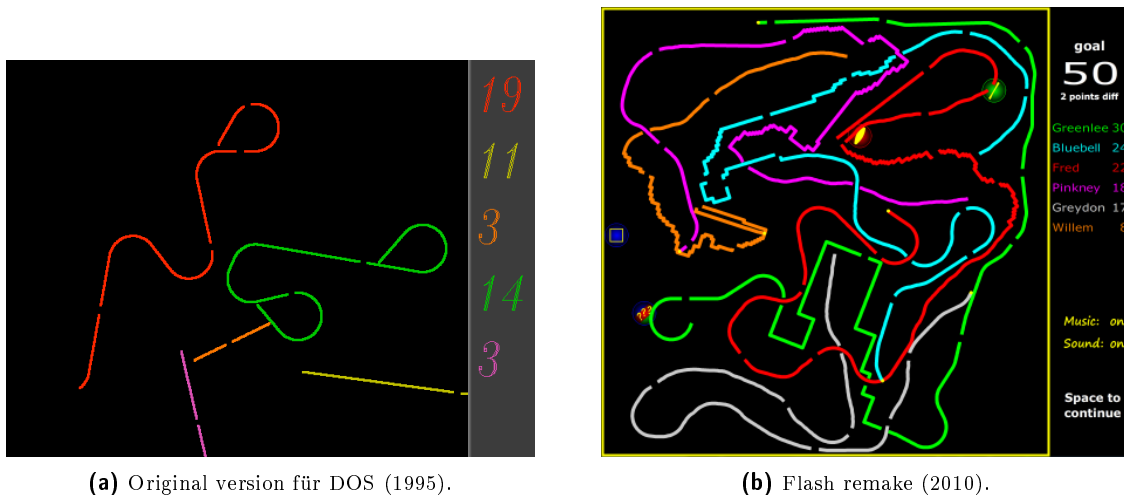 19
11
3
14
3
goal
50
2 points diff
Greenlee 30
Bluebell 24
Fred 22
Pinkney 18
Greydon 17
Willem 8
???
Music: on
Sound: on
Space to
continue
(a) Original version für DOS (1995).
(b) Flash remake (2010).